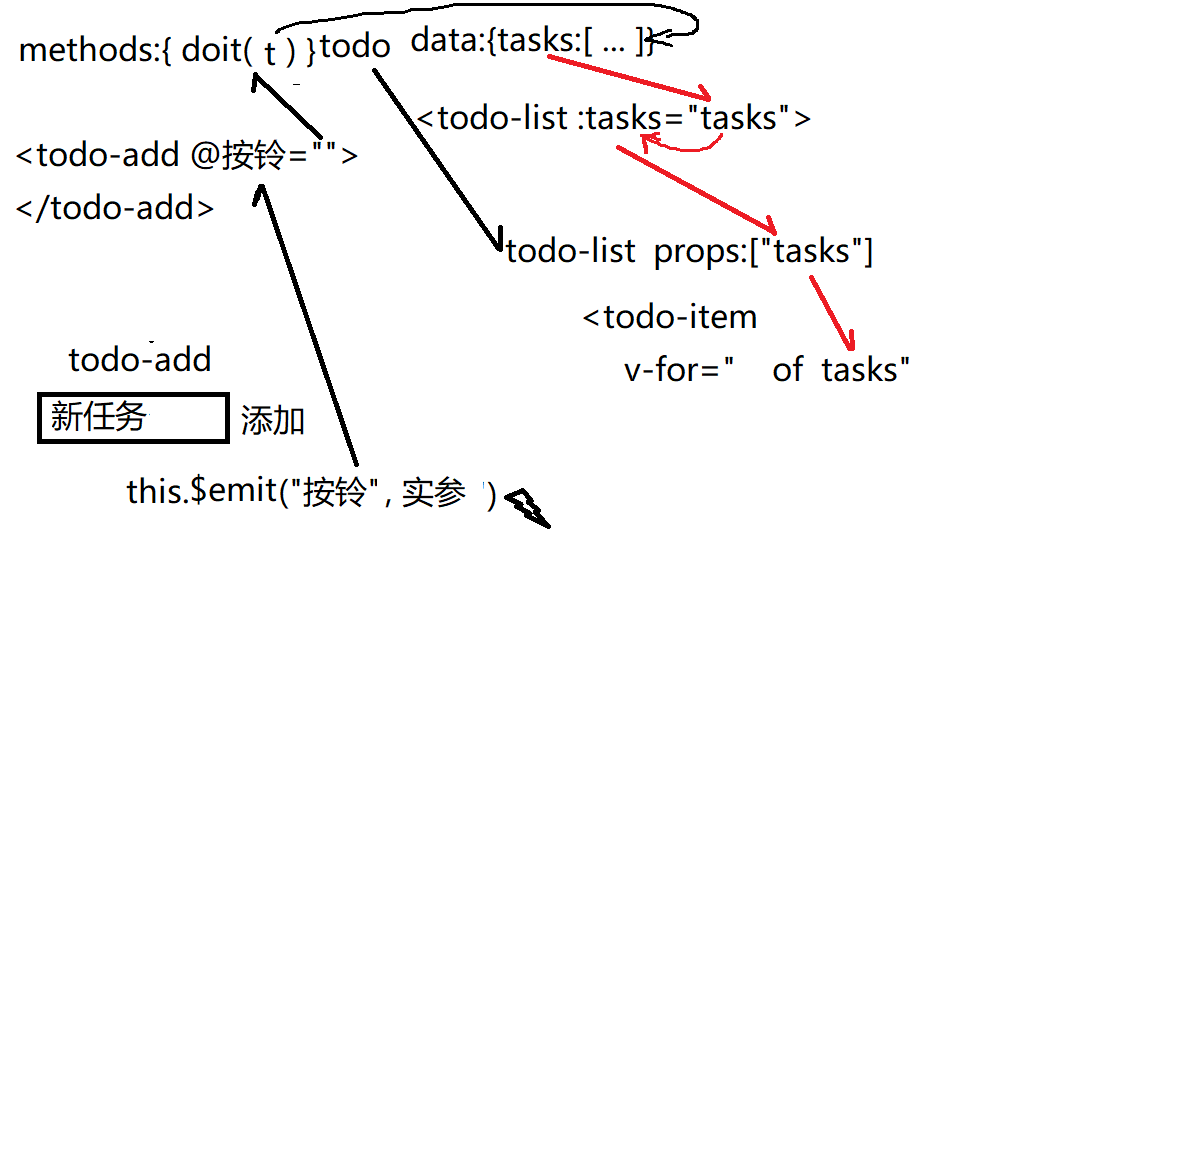 methods:{ doit( t ) }todo data:{tasks:[ ... ]}
<todo-list :tasks="tasks">
<todo-add @按铃="">
</todo-add>
todo-list props:["tasks"]
<todo-item
v-for=" of tasks"
todo-add
新任务 添加
this.$emit("按铃", 实参 ')